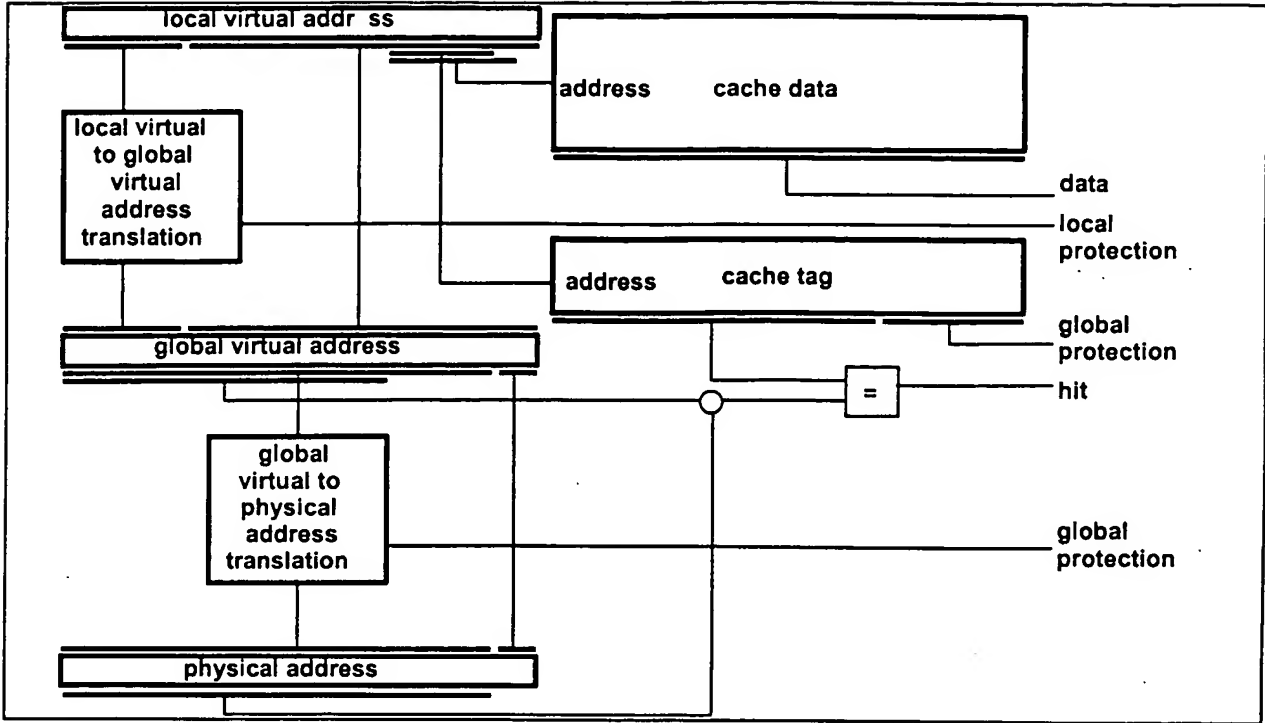 local virtual addr ss
address cache data
local virtual
to global
virtual
address
translation
data
local
protection
address cache tag
global
protection
global virtual address
=
hit
global
virtual to
physical
address
translation
global
protection
physical address